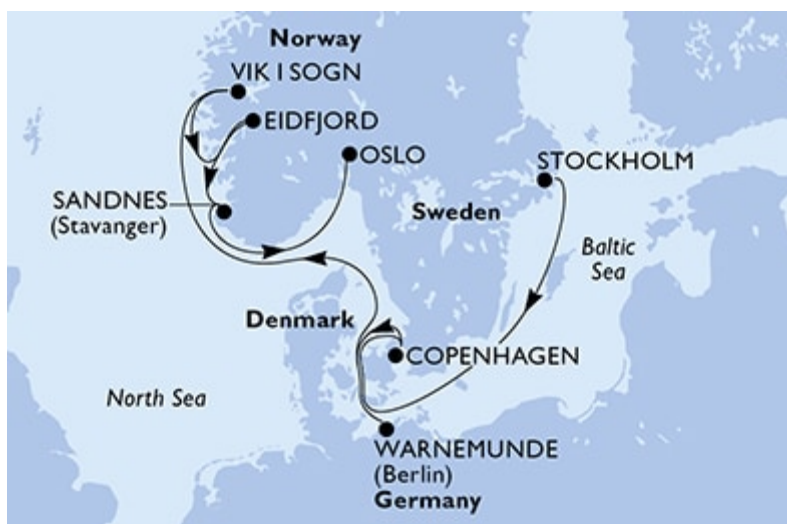 Norway
VIK I SOGN
EIDFJORD
OSLO
STOCKHOLM
SANDNES
(Stavanger)
Sweden
Baltic
Sea
Denmark
COPENHAGEN
North Sea
WARNEMUNDE
(Berlin)
Germany